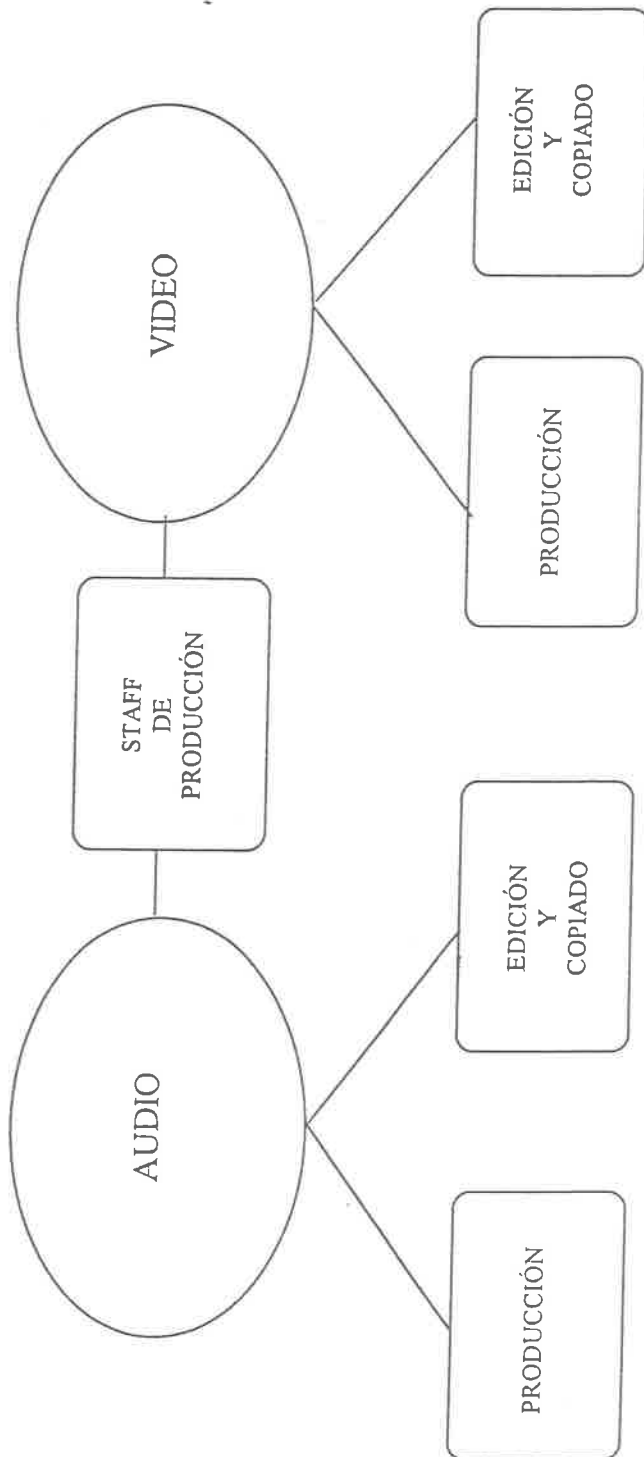 AUDIO
STAFF
DE
PRODUCCIÓN
VIDEO
PRODUCCIÓN
EDICIÓN
Y
COPIADO
PRODUCCIÓN
EDICIÓN
Y
COPIADO